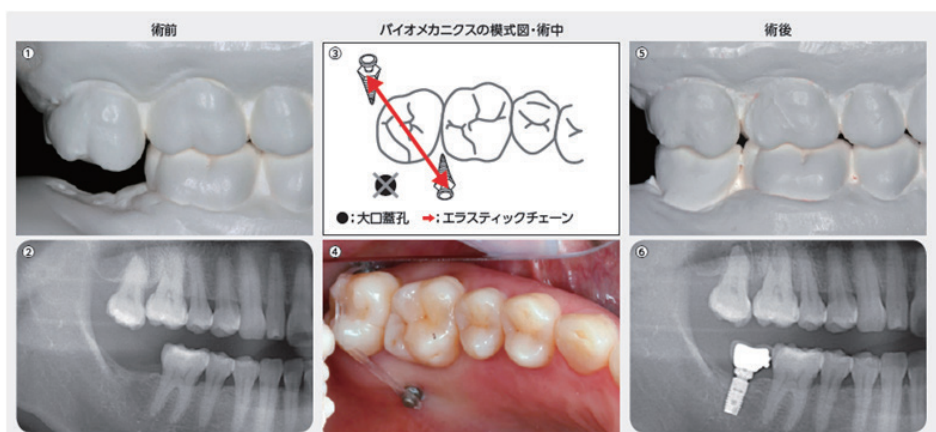 術前
バイオメカニクスの模式図・術中
術後
①
③
⑤
●:大口蓋孔 →:エラスティックチェーン
②
④
⑥